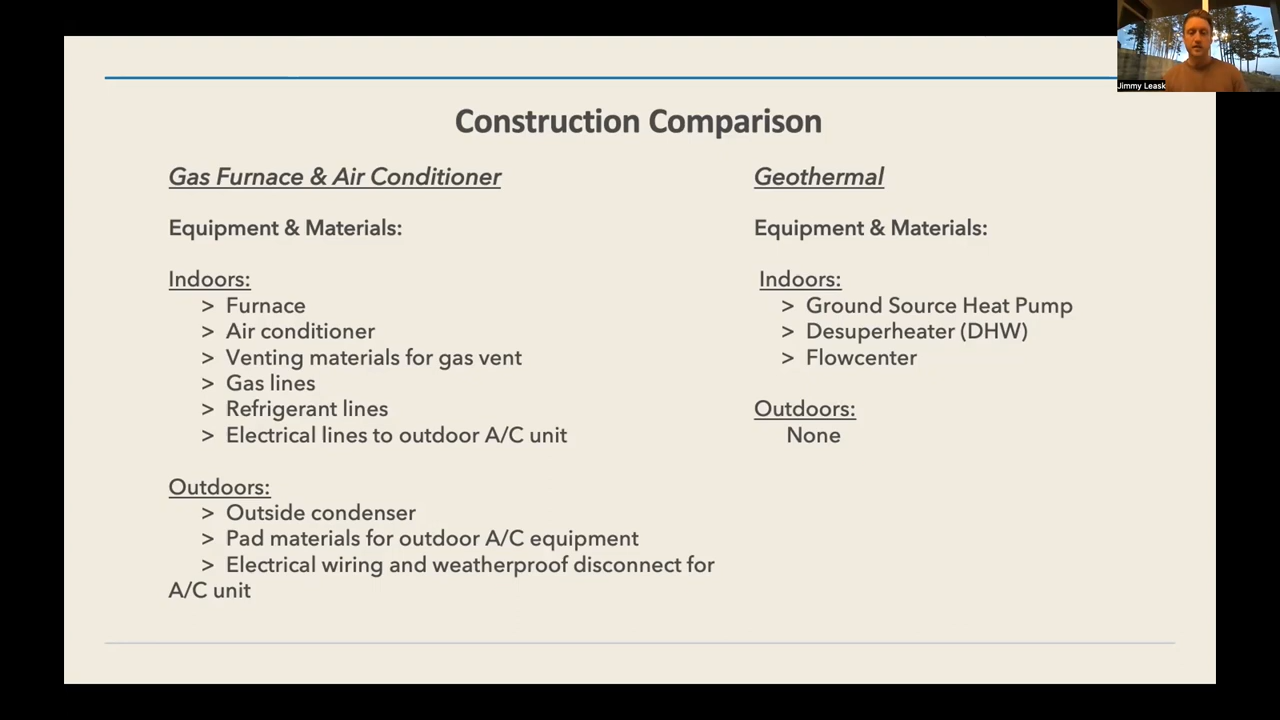 Jimmy Leask
Construction Comparison
Gas Furnace & Air Conditioner
Equipment & Materials:
Indoors:
> Furnace
> Air conditioner
> Venting materials for gas vent
> Gas lines
> Refrigerant lines
> Electrical lines to outdoor A/C unit
Outdoors:
> Outside condenser
> Pad materials for outdoor A/C equipment
> Electrical wiring and weatherproof disconnect for
A/C unit
Geothermal
Equipment & Materials:
Indoors:
> Ground Source Heat Pump
> Desuperheater (DHW)
> Flowcenter
Outdoors:
None